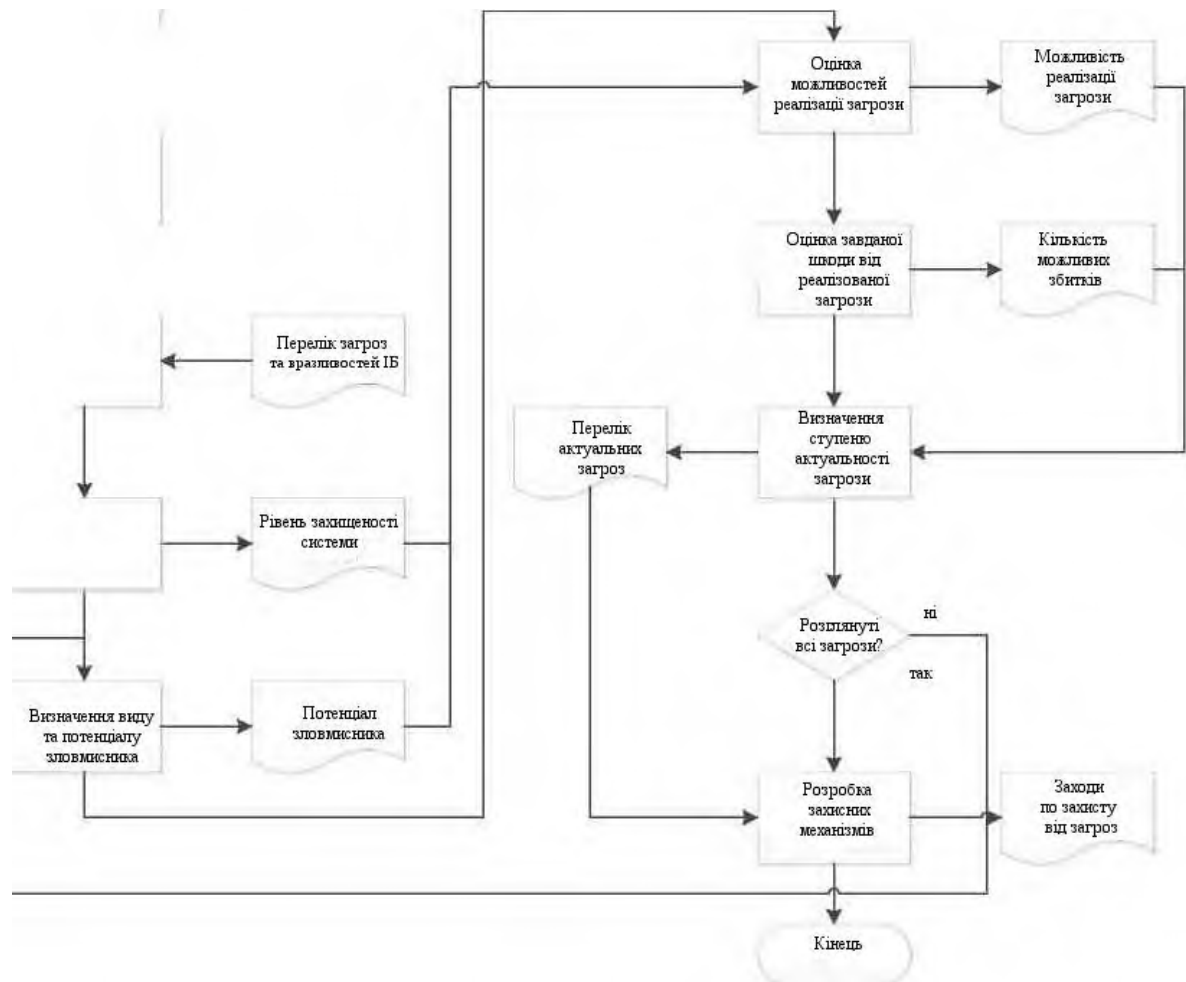 Оцінка
можливостей
реалізації загрози
Можливість
реалізації
загрози
Оцінка завданої
шкоди від
реалізованої
загрози
Кількість
можливих
збитків
Перелік загроз
та вразливостей ІБ
Перелік
актуальних
загроз
Визначення
ступеню
актуальності
загрози
Рівень захищеності
системи
Розглянуті
всі загрози?
ні
так
Визначення виду
та потенціалу
зловмисника
Потенціал
зловмисника
Розробка
захисних
механізмів
Заходи
по захисту
від загроз
Кінець